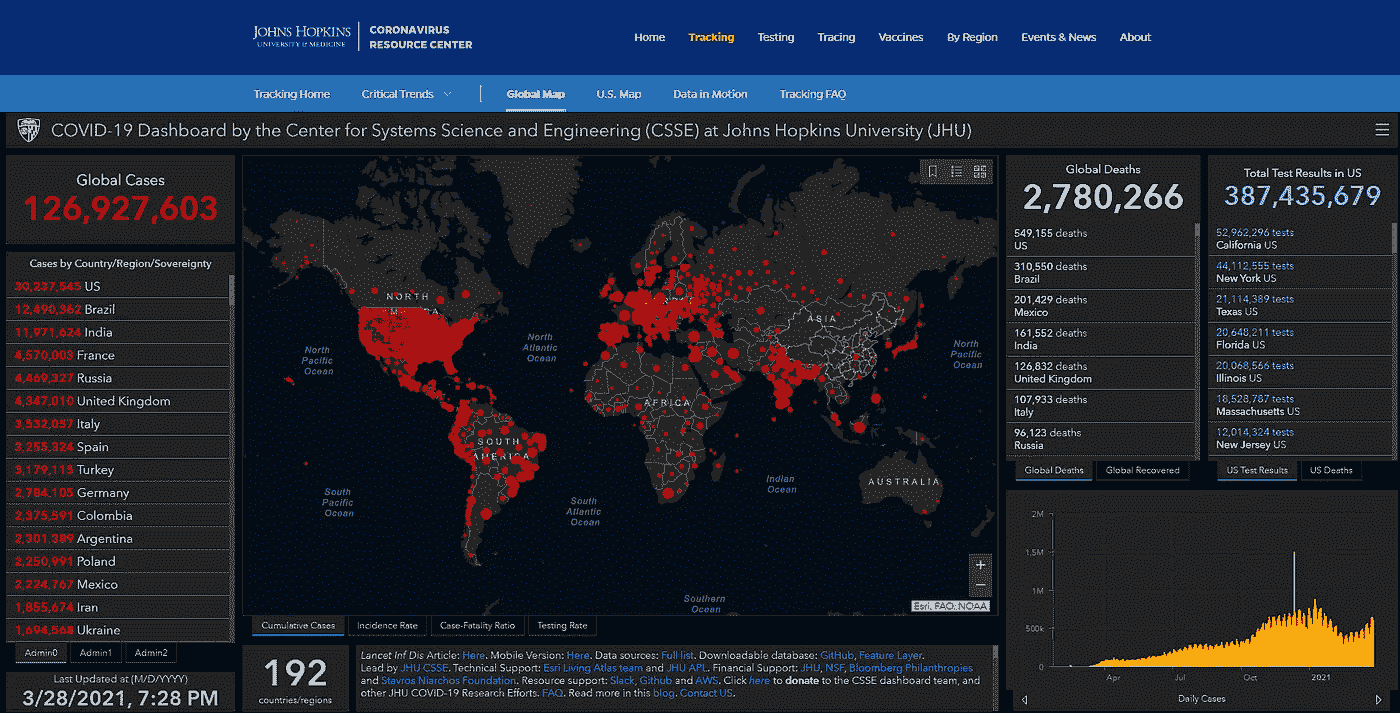 JOHNS HOPKINS
UNIVERSITY & MEDICINE
CORONAVIRUS
RESOURCE CENTER
Home Tracking Testing Tracing Vaccines By Region Events & News About
Tracking Home Critical Trends Global Map U.S. Map Data in Motion Tracking FAQ
COVID-19 Dashboard by the Center for Systems Science and Engineering (CSSE) at Johns Hopkins University (JHU)
Global Cases
126,927,603
Cases by Country/Region/Sovereignty
30,237,545 US
12,490,362 Brazil
11,971,624 India
4,570,003 France
4,469,327 Russia
4,347,010 United Kingdom
3,532,057 Italy
3,255,324 Spain
3,179,115 Turkey
2,784,103 Germany
2,375,591 Colombia
2,301,389 Argentina
2,250,991 Poland
2,224,767 Mexico
1,855,674 Iran
1,694,568 Ukraine
Admin0 Admin1 Admin2
Last Updated at (M/D/YYYY)
3/28/2021, 7:28 PM
NORTH
AMERICA
North
Pacific
Ocean
North
Atlantic
Ocean
ASIA
North
Pacific
Ocean
AFRICA
SOUTH
AMERICA
Indian
Ocean
AUSTRALIA
South
Pacific
Ocean
South
Atlantic
Ocean
Southern
Ocean
+
−
Esri, FAO, NOAA
Cumulative Cases Incidence Rate Case-Fatality Ratio Testing Rate
192
countries/regions
Lancet Inf Dis Article: Here. Mobile Version: Here. Data sources: Full list. Downloadable database: GitHub, Feature Layer.
Lead by JHU CSSE. Technical Support: Esri Living Atlas team and JHU APL. Financial Support: JHU, NSF, Bloomberg Philanthropies
and Stavros Niarchos Foundation. Resource support: Slack, Github and AWS. Click here to donate to the CSSE dashboard team, and
other JHU COVID-19 Research Efforts. FAQ. Read more in this blog. Contact US.
Global Deaths
2,780,266
549,155 deaths
US
310,550 deaths
Brazil
201,429 deaths
Mexico
161,552 deaths
India
126,832 deaths
United Kingdom
107,933 deaths
Italy
96,123 deaths
Russia
Global Deaths Global Recovered
Total Test Results in US
387,435,679
52,962,296 tests
California US
44,112,555 tests
New York US
21,114,389 tests
Texas US
20,648,211 tests
Florida US
20,068,566 tests
Illinois US
18,528,787 tests
Massachusetts US
12,014,324 tests
New Jersey US
US Test Results US Deaths
2M
1.5M
1M
500k
0
Apr Jul Oct 2021
Daily Cases